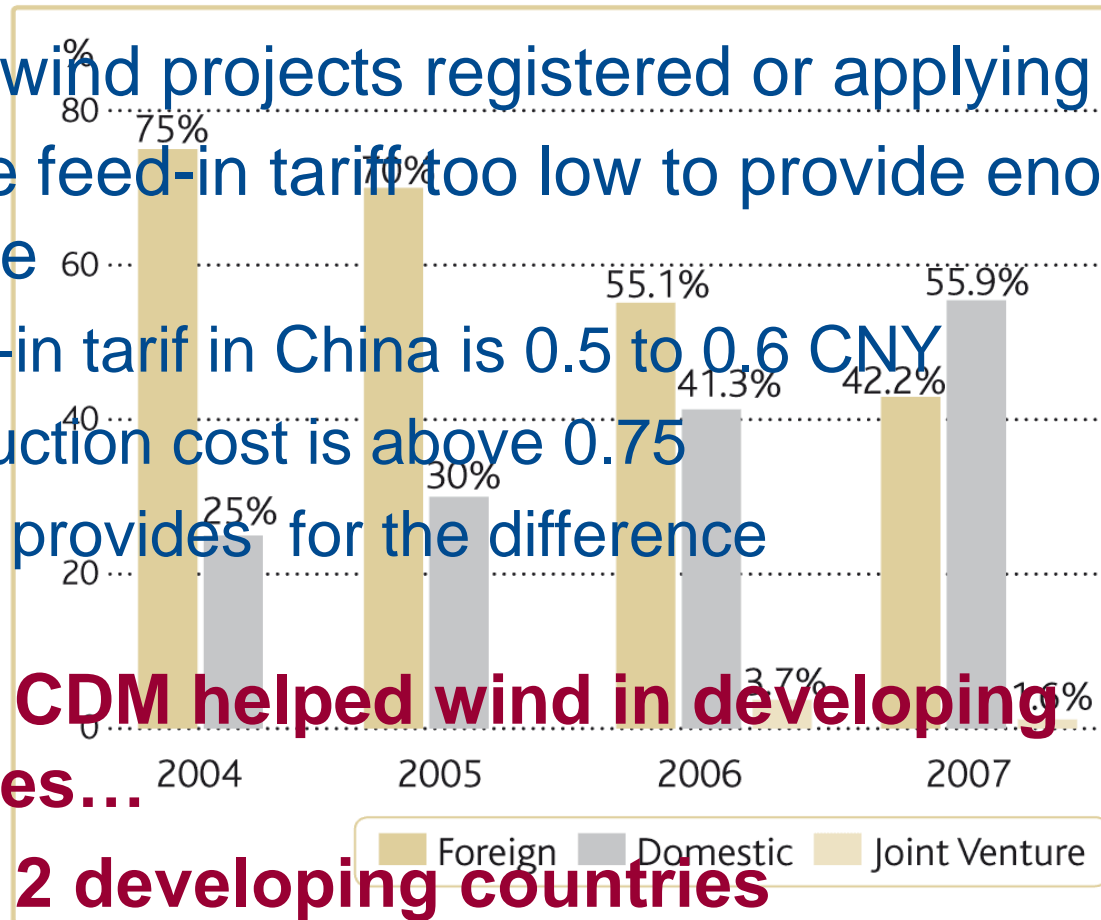 %
wind projects registered or applying
80
75%
feed-in tariff too low to provide
70%
60
55.1%
55.9%
-in tarif in China is 0.5 to 0.6 CNY
41.3%
42.2%
40
cost is above 0.75
30%
25%
provides for the difference
20
3.7%
1.6%
CDM helped wind in developing
0
2004 2005 2006 2007
es…
Foreign Domestic Joint Venture
2 developing countries